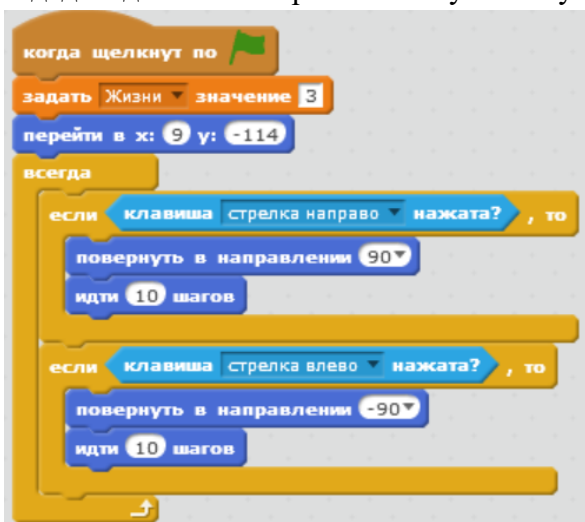 когда щелкнут по
задать Жизни значение 3
перейти в x: 9 y: -114
всегда
если клавиша стрелка направо нажата? , то
повернуть в направлении 90
идти 10 шагов
если клавиша стрелка влево нажата? , то
повернуть в направлении -90
идти 10 шагов